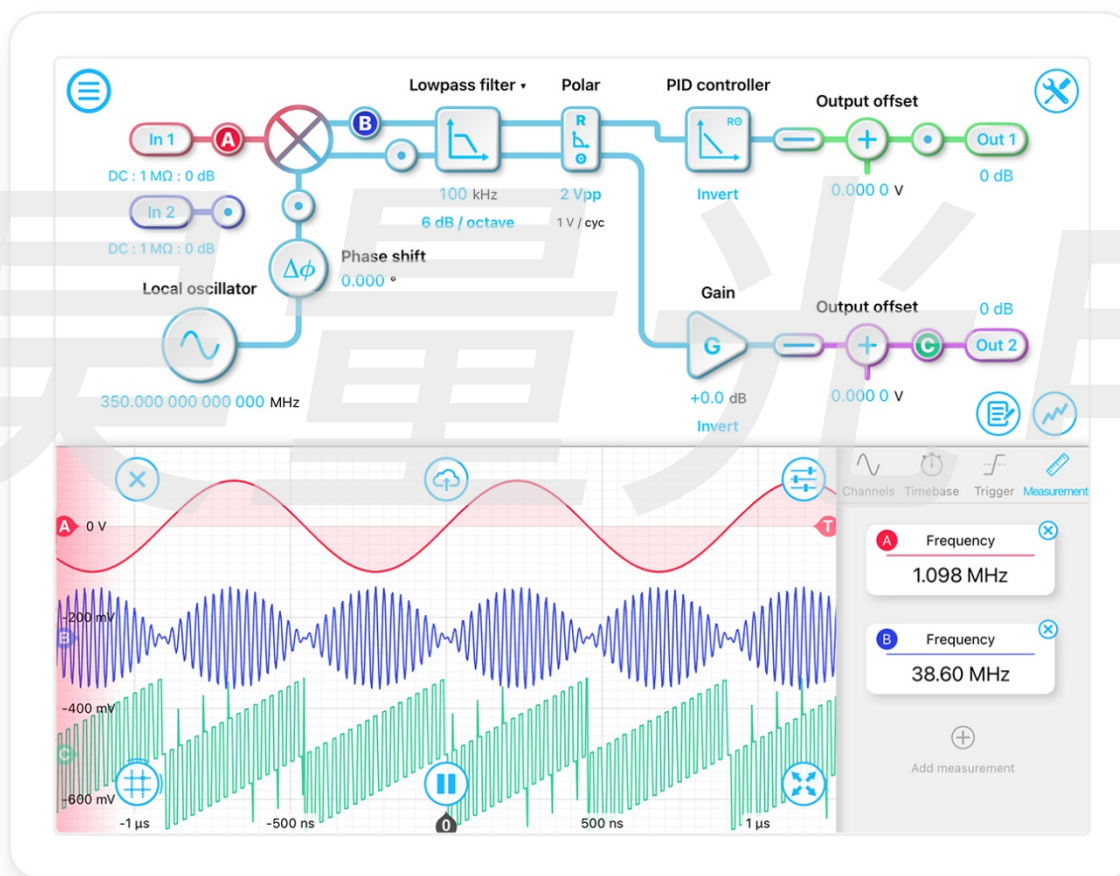 Lowpass filter ▾
Polar
PID controller
Output offset
In 1
A
B
R
Θ
RΘ
Out 1
DC : 1 MΩ : 0 dB
100 kHz
2 Vpp
Invert
0.000 0 V
0 dB
In 2
6 dB / octave
1 V / cyc
DC : 1 MΩ : 0 dB
Δϕ
Phase shift
0.000 °
Local oscillator
Gain
Output offset
0 dB
G
C
Out 2
350.000 000 000 000 MHz
+0.0 dB
0.000 0 V
Invert
Channels
Timebase
Trigger
Measurement
A
0 V
T
-200 mV
B
-400 mV
C
-600 mV
-1 µs
-500 ns
0
500 ns
1 µs
A
Frequency
1.098 MHz
B
Frequency
38.60 MHz
Add measurement
量光